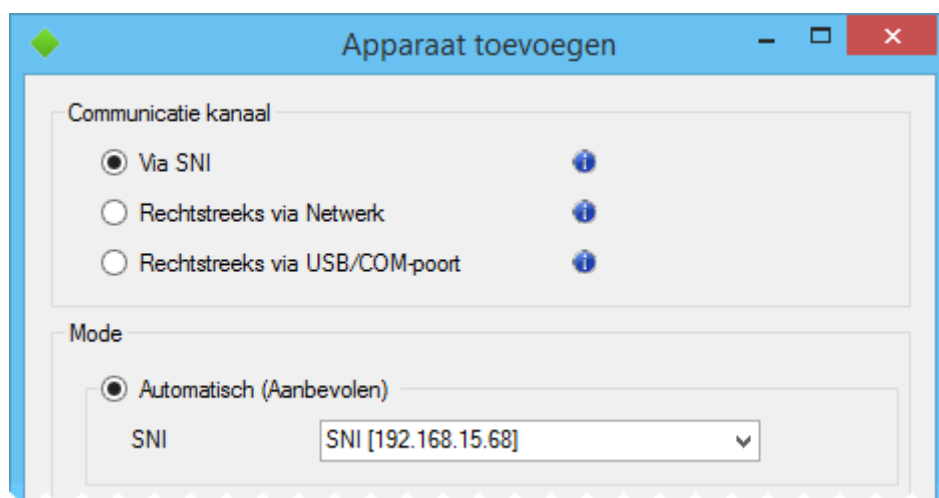 Apparaat toevoegen
Communicatie kanaal
Via SNI
Rechtstreeks via Netwerk
Rechtstreeks via USB/COM-poort
Mode
Automatisch (Aanbevolen)
SNI SNI [192.168.15.68]